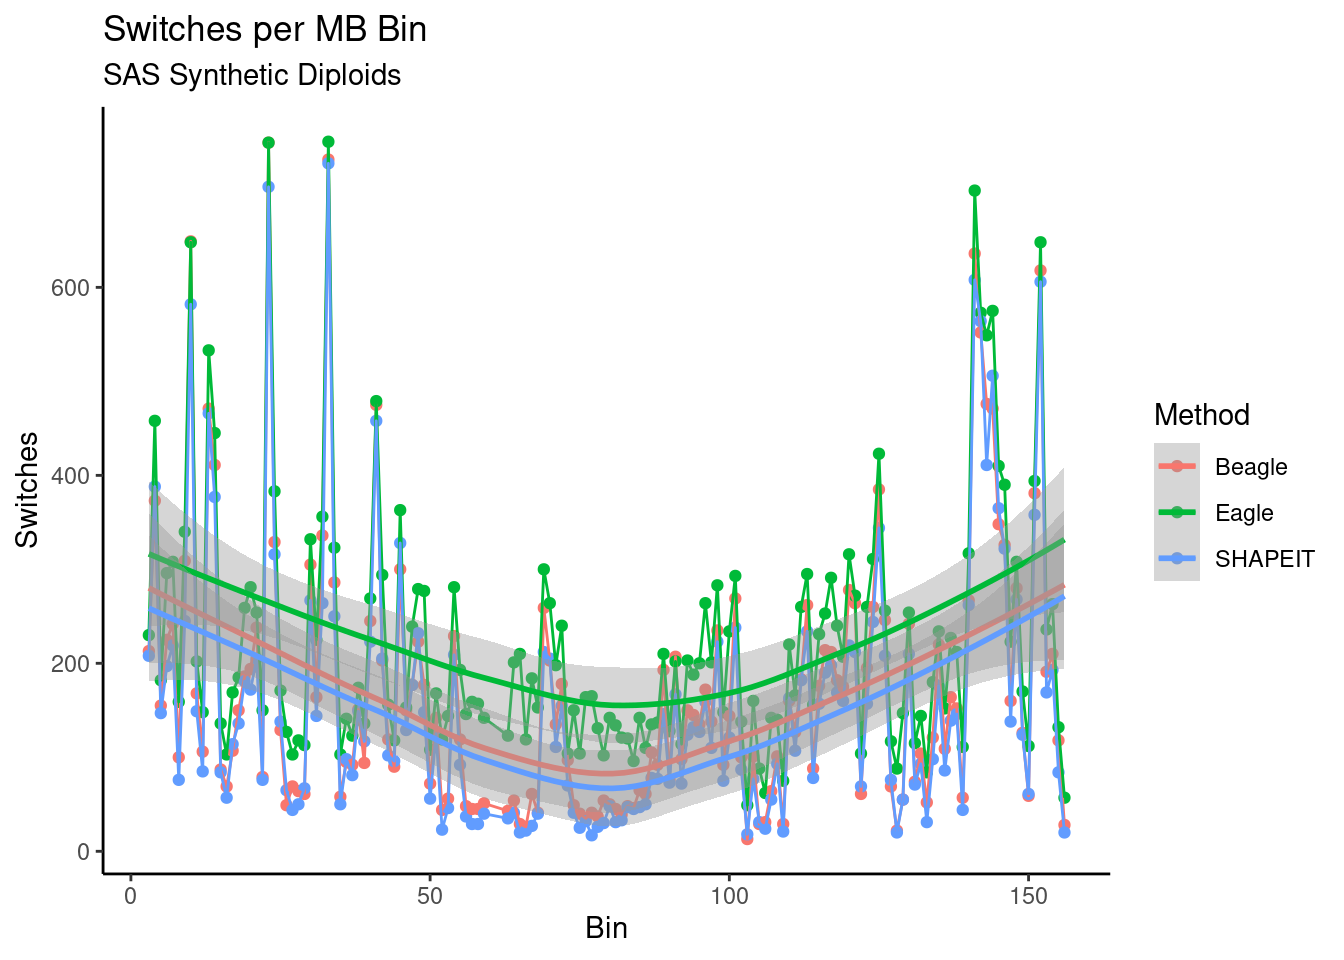 Switches per MB Bin
SAS Synthetic Diploids
Switches
600
400
200
0
0 50 100 150
Bin
Method
Beagle
Eagle
SHAPEIT